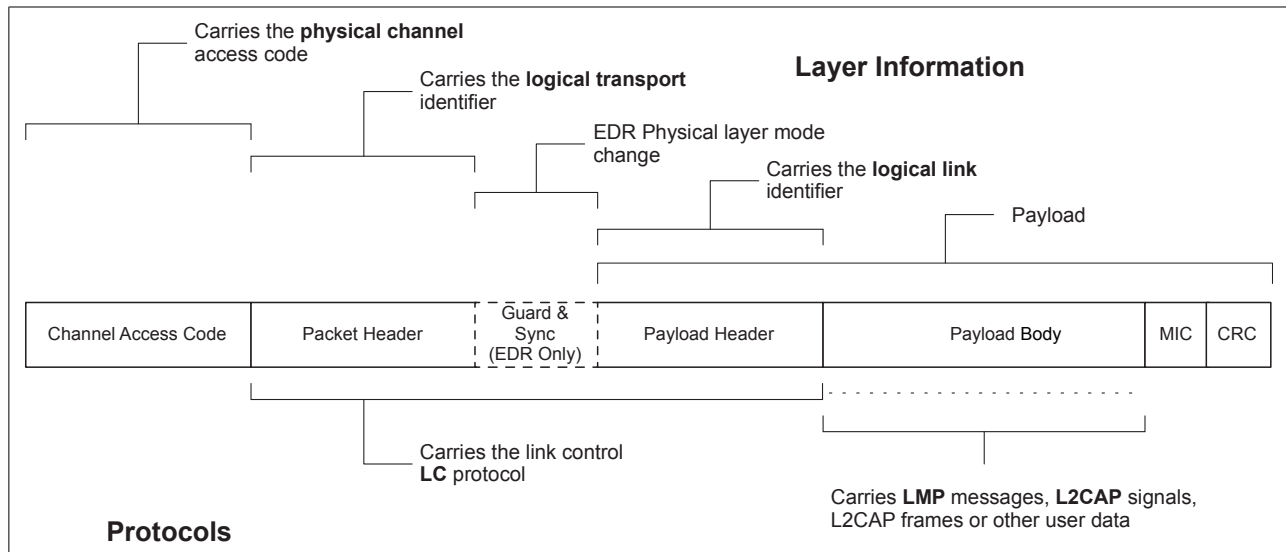 Carries the physical channel
access code
Layer Information
Carries the logical transport
identifier
EDR Physical layer mode
change
Carries the logical link
identifier
Payload
Channel Access Code
Packet Header
Guard &
Sync
(EDR Only)
Payload Header
Payload Body
MIC
CRC
Carries the link control
LC protocol
Carries LMP messages, L2CAP signals,
L2CAP frames or other user data
Protocols